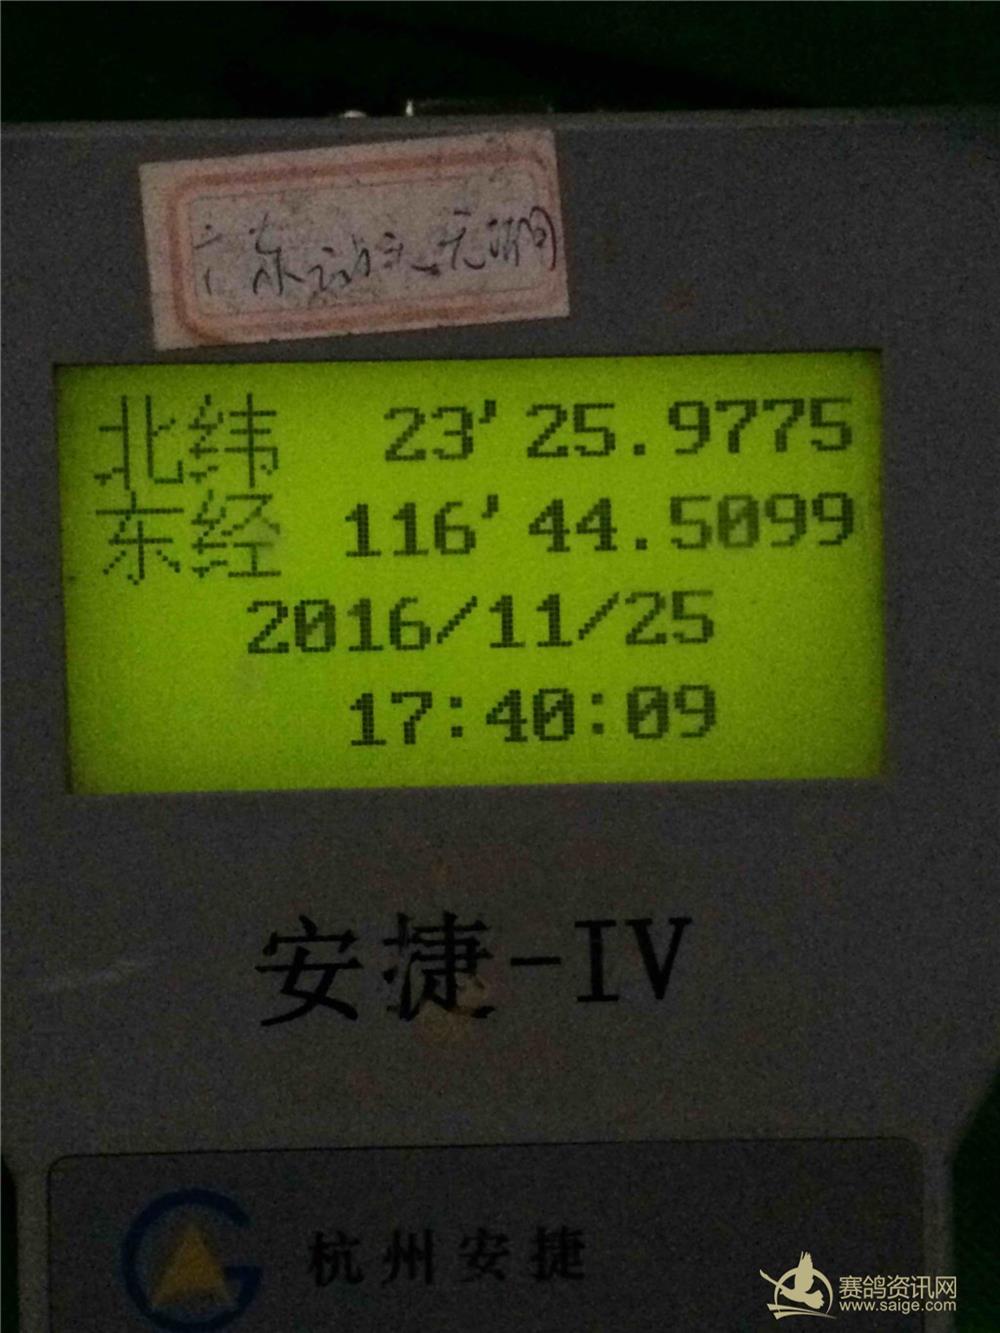 北纬 23'25.9775
东经 116'44.5099
2016/11/25
17:40:09
安捷-IV
杭州安捷
赛鸽资讯网
www.saige.com